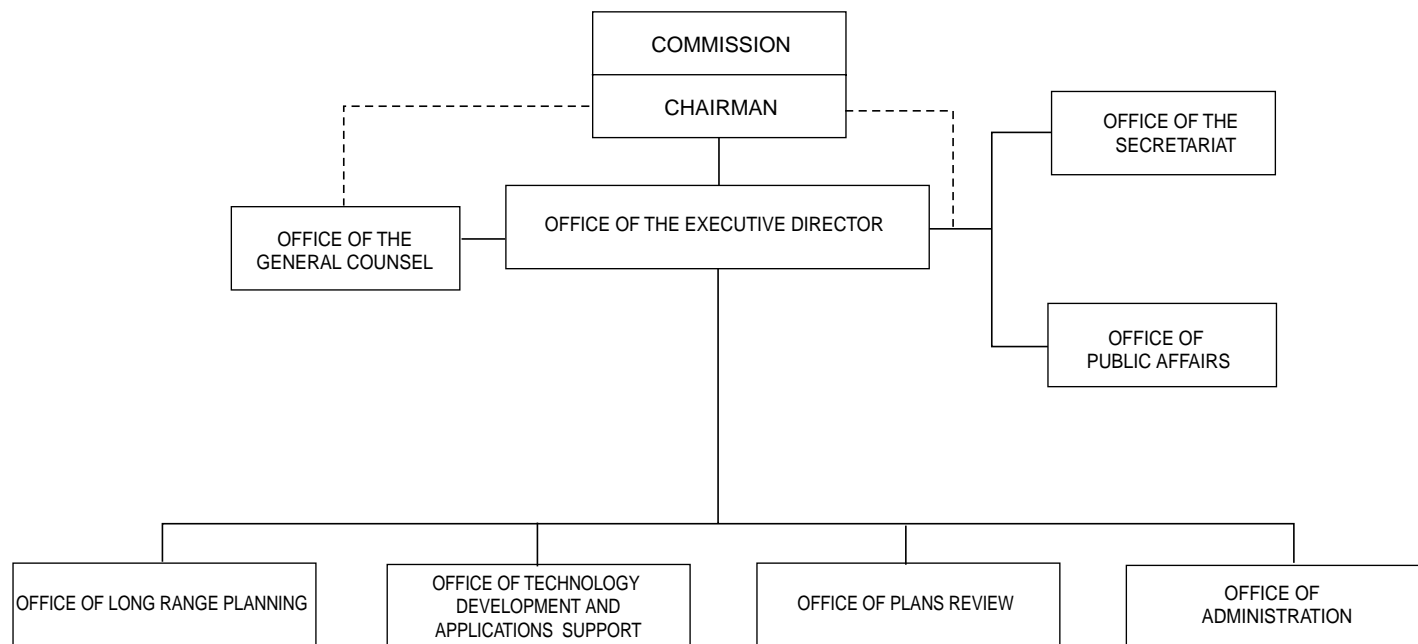 COMMISSION
CHAIRMAN
OFFICE OF THE
SECRETARIAT
OFFICE OF THE EXECUTIVE DIRECTOR
OFFICE OF THE
GENERAL COUNSEL
OFFICE OF
PUBLIC AFFAIRS
OFFICE OF LONG RANGE PLANNING
OFFICE OF TECHNOLOGY
DEVELOPMENT AND
APPLICATIONS SUPPORT
OFFICE OF PLANS REVIEW
OFFICE OF
ADMINISTRATION